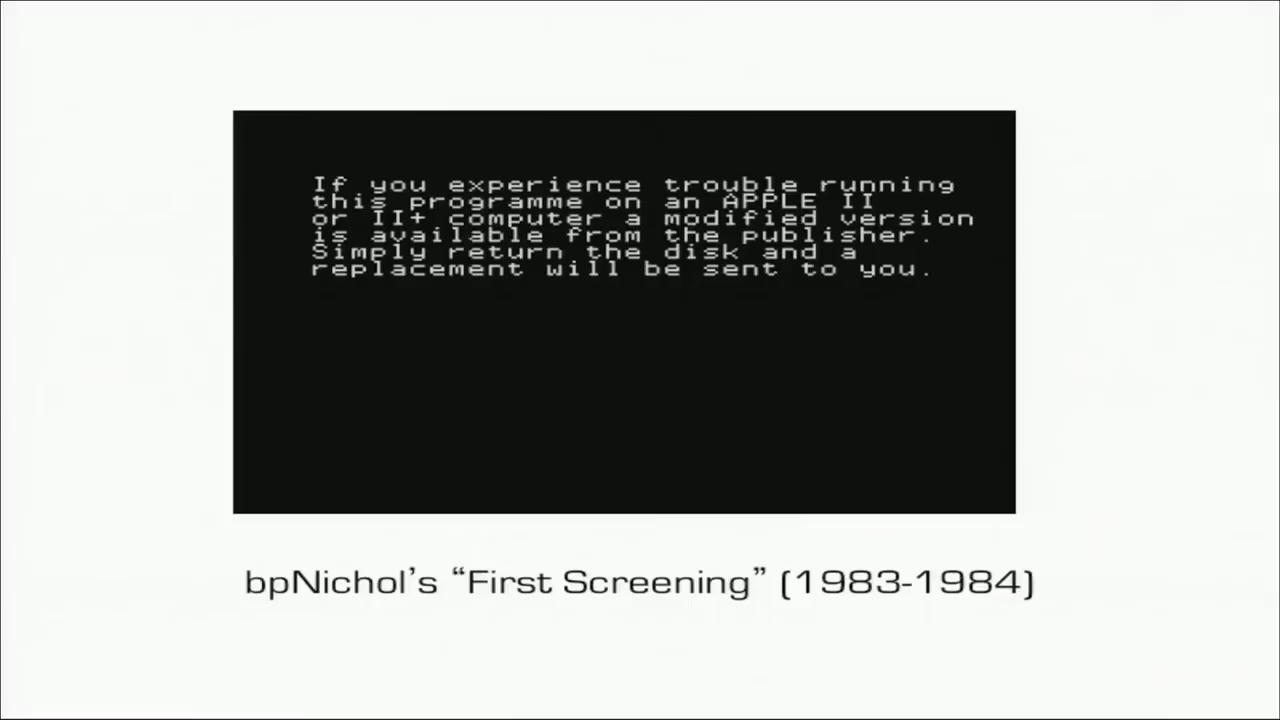 If you experience trouble running
this programme on an APPLE II
or II+ computer a modified version
is available from the publisher.
Simply return the disk and a
replacement will be sent to you.
bpNichol’s “First Screening” (1983-1984)